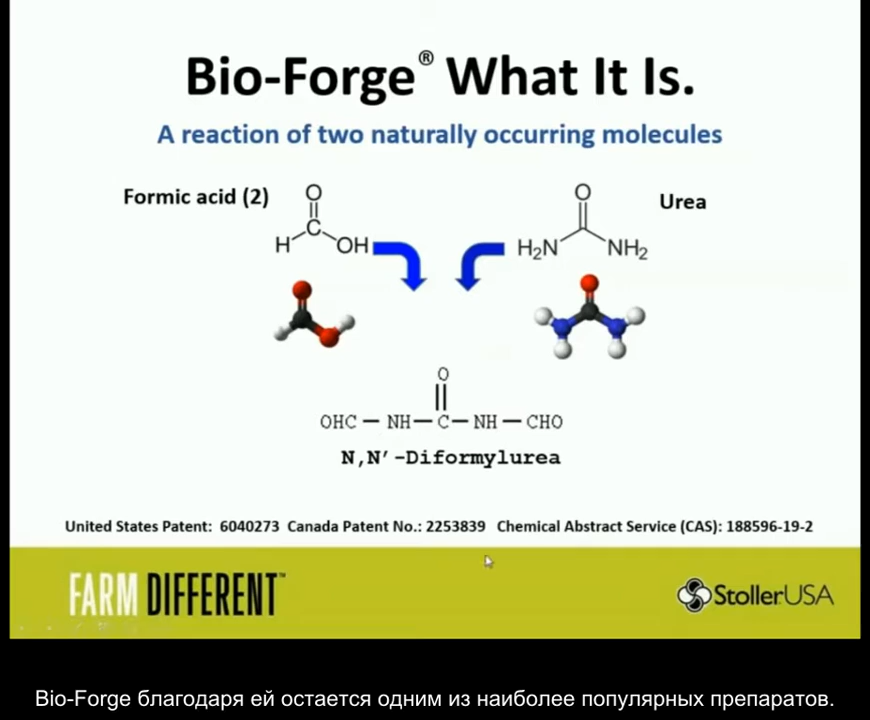 Bio-Forge® What It Is.
A reaction of two naturally occurring molecules
Formic acid (2)
O
C
H
OH
O
H₂N
NH₂
Urea
O
OHC — NH — C — NH — CHO
N,N′-Diformylurea
United States Patent: 6040273 Canada Patent No.: 2253839 Chemical Abstract Service (CAS): 188596-19-2
FARM DIFFERENT™
StollerUSA
Bio-Forge благодаря ей остается одним из наиболее популярных препаратов.